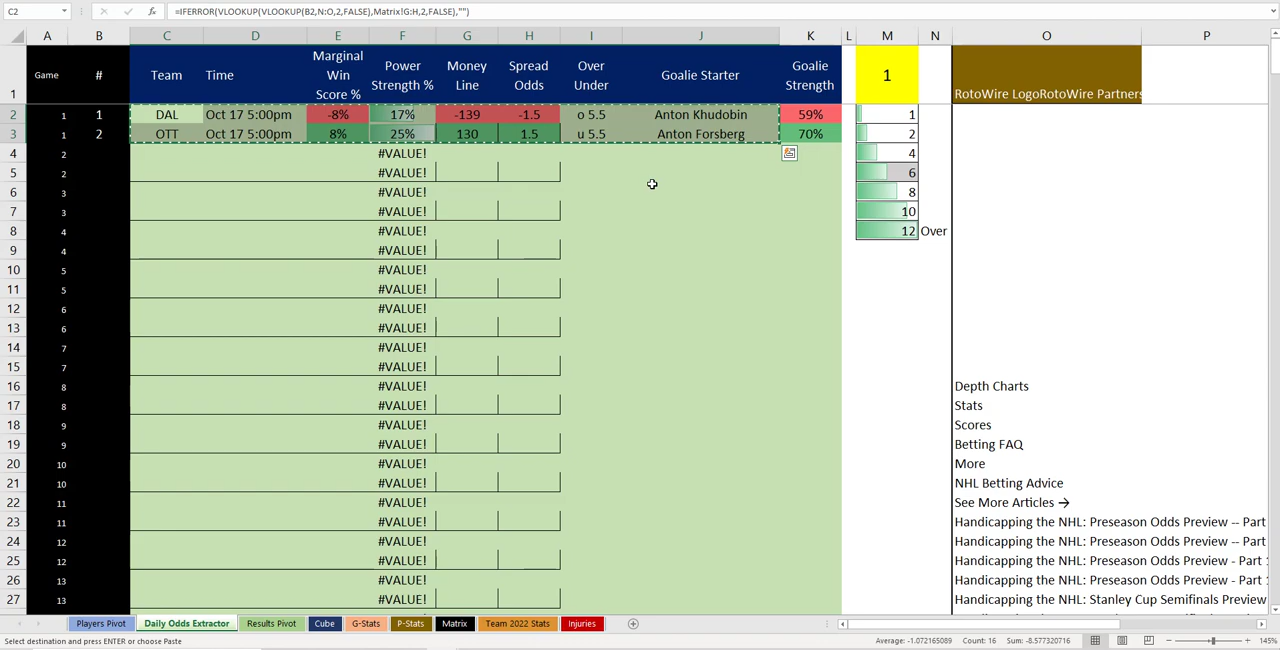 C2
fx
=IFERROR(VLOOKUP(VLOOKUP(B2,N:O,2,FALSE),Matrix!G:H,2,FALSE),"")
A B C D E F G H I J K L M N O P
1 Game # Team Time Marginal Win Score % Power Strength % Money Line Spread Odds Over Under Goalie Starter Goalie Strength 1 RotoWire LogoRotoWire Partners
2 1 1 DAL Oct 17 5:00pm -8% 17% -139 -1.5 o 5.5 Anton Khudobin 59% 1
3 1 2 OTT Oct 17 5:00pm 8% 25% 130 1.5 u 5.5 Anton Forsberg 70% 2
4 2 #VALUE! 4
5 2 #VALUE! 6
6 3 #VALUE! 8
7 3 #VALUE! 10
8 4 #VALUE! 12 Over
9 4 #VALUE!
10 5 #VALUE!
11 5 #VALUE!
12 6 #VALUE!
13 6 #VALUE!
14 7 #VALUE!
15 7 #VALUE!
16 8 #VALUE! Depth Charts
17 8 #VALUE! Stats
18 9 #VALUE! Scores
19 9 #VALUE! Betting FAQ
20 10 #VALUE! More
21 10 #VALUE! NHL Betting Advice
22 11 #VALUE! See More Articles →
23 11 #VALUE! Handicapping the NHL: Preseason Odds Preview -- Part
24 12 #VALUE! Handicapping the NHL: Preseason Odds Preview -- Part
25 12 #VALUE! Handicapping the NHL: Preseason Odds Preview - Part 1
26 13 #VALUE! Handicapping the NHL: Preseason Odds Preview - Part 1
27 13 #VALUE! Handicapping the NHL: Stanley Cup Semifinals Preview
Players Pivot Daily Odds Extractor Results Pivot Cube G-Stats P-Stats Matrix Team 2022 Stats Injuries
Select destination and press ENTER or choose Paste Average: -1.072165089 Count: 16 Sum: -8.577320716 145%